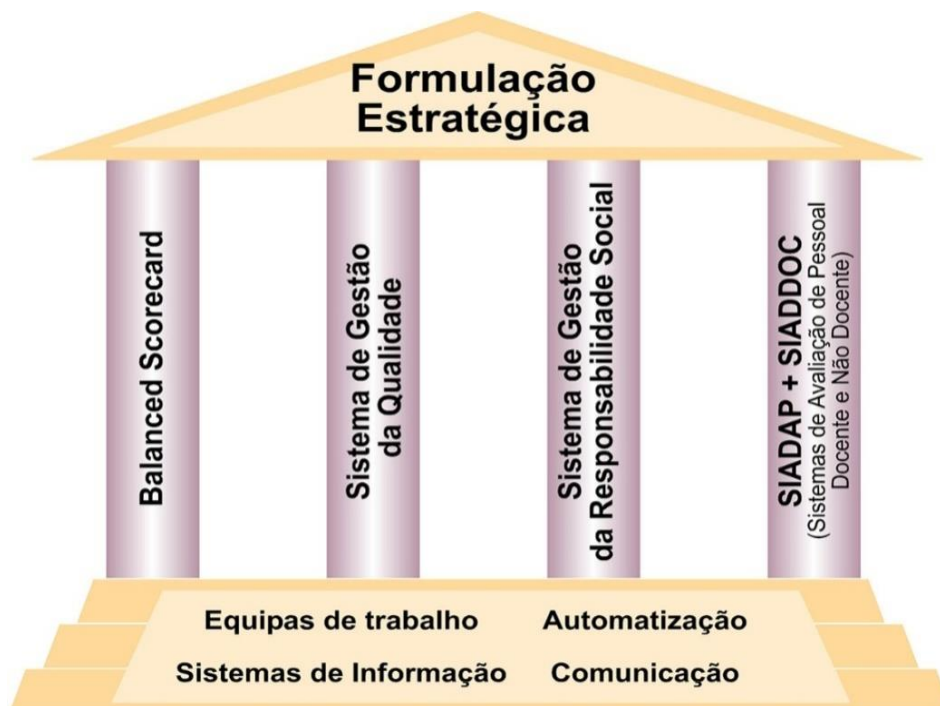 Formulação
Estratégica
Balanced Scorecard
Sistema de Gestão
da Qualidade
Sistema de Gestão
da Responsabilidade Social
SIADAP + SIADDOC
(Sistemas de Avaliação de Pessoal
Docente e Não Docente)
Equipas de trabalho
Automatização
Sistemas de Informação
Comunicação